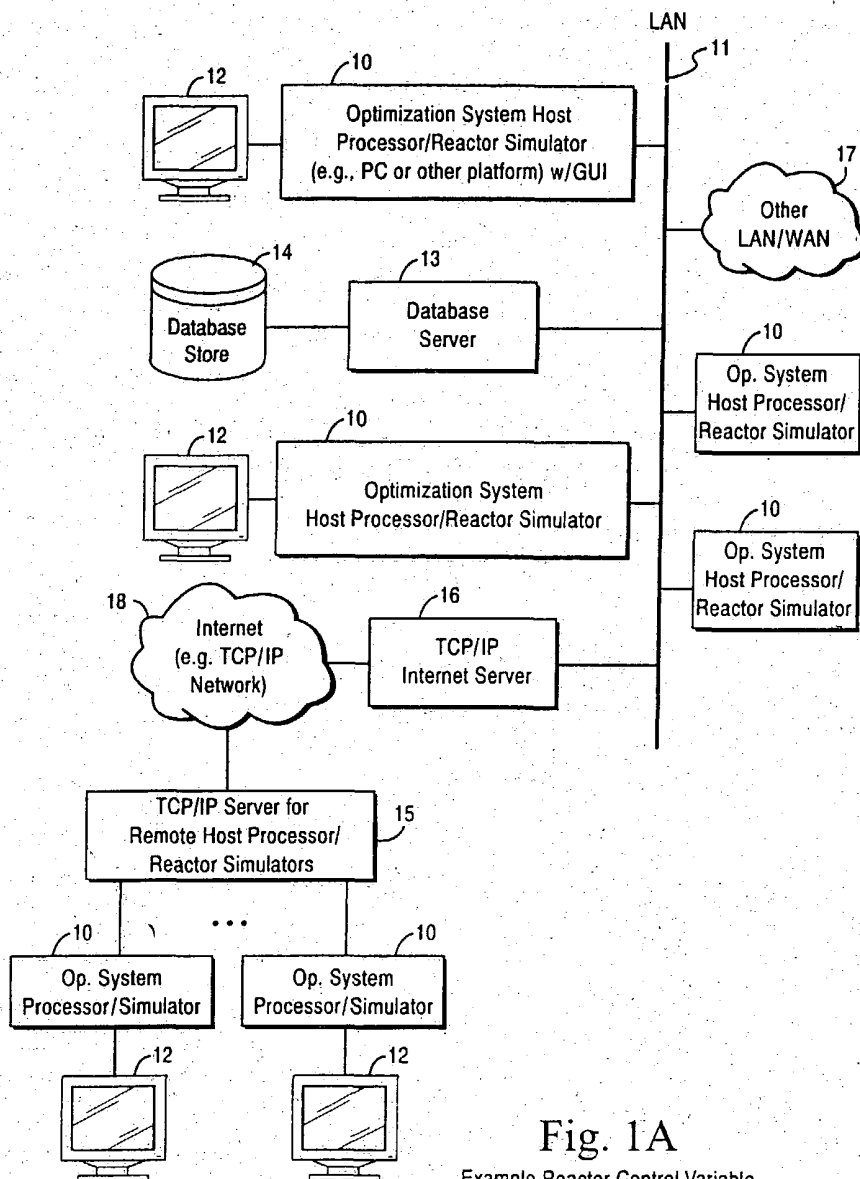 LAN
11
12
10
Optimization System Host
Processor/Reactor Simulator
(e.g., PC or other platform) w/GUI
17
Other
LAN/WAN
14
Database
Store
13
Database
Server
10
Op. System
Host Processor/
Reactor Simulator
12
10
Optimization System
Host Processor/Reactor Simulator
10
Op. System
Host Processor/
Reactor Simulator
18
Internet
(e.g. TCP/IP
Network)
16
TCP/IP
Internet Server
TCP/IP Server for
Remote Host Processor/
Reactor Simulators
15
...
10
Op. System
Processor/Simulator
10
Op. System
Processor/Simulator
12
12
Fig. 1A
Example Reactor Control Variable